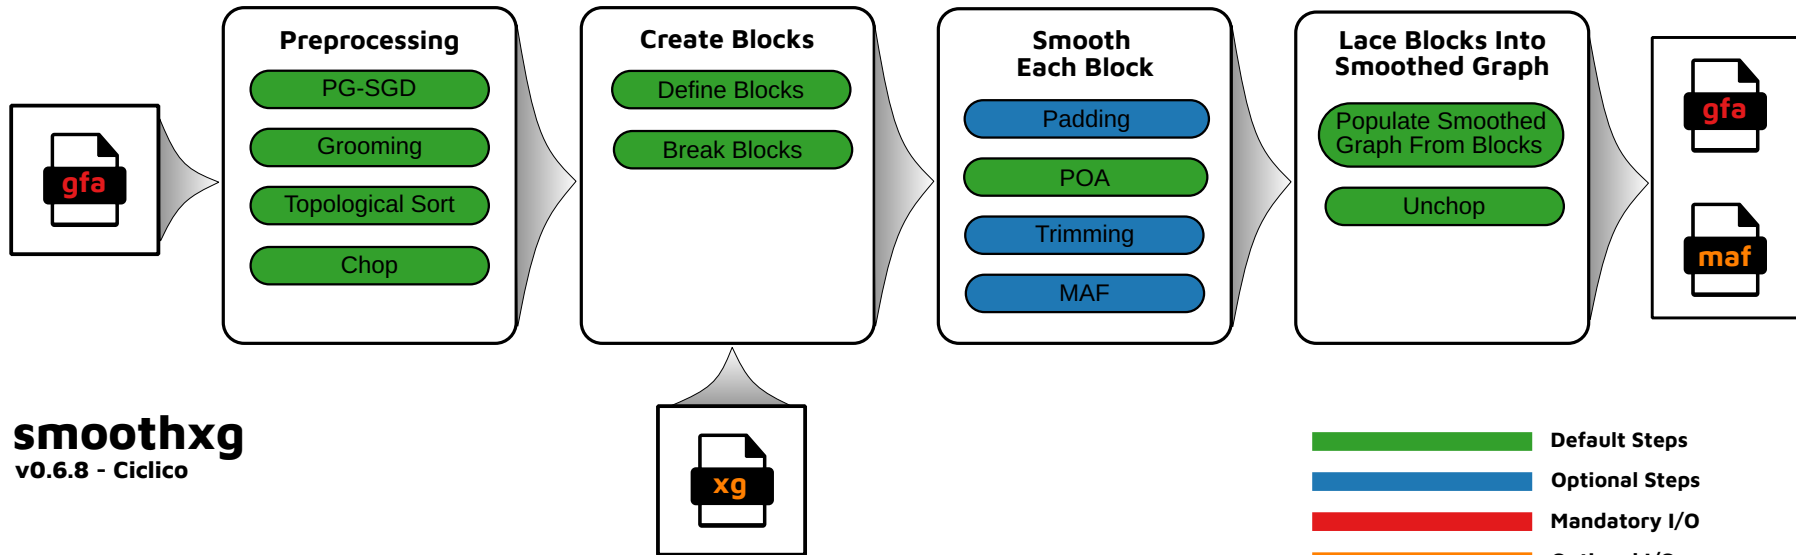 gfa
Preprocessing
PG-SGD
Grooming
Topological Sort
Chop
Create Blocks
Define Blocks
Break Blocks
xg
Smooth
Each Block
Padding
POA
Trimming
MAF
Lace Blocks Into
Smoothed Graph
Populate Smoothed
Graph From Blocks
Unchop
gfa
maf
smoothxg
v0.6.8 - Ciclico
Default Steps
Optional Steps
Mandatory I/O
Optional I/O